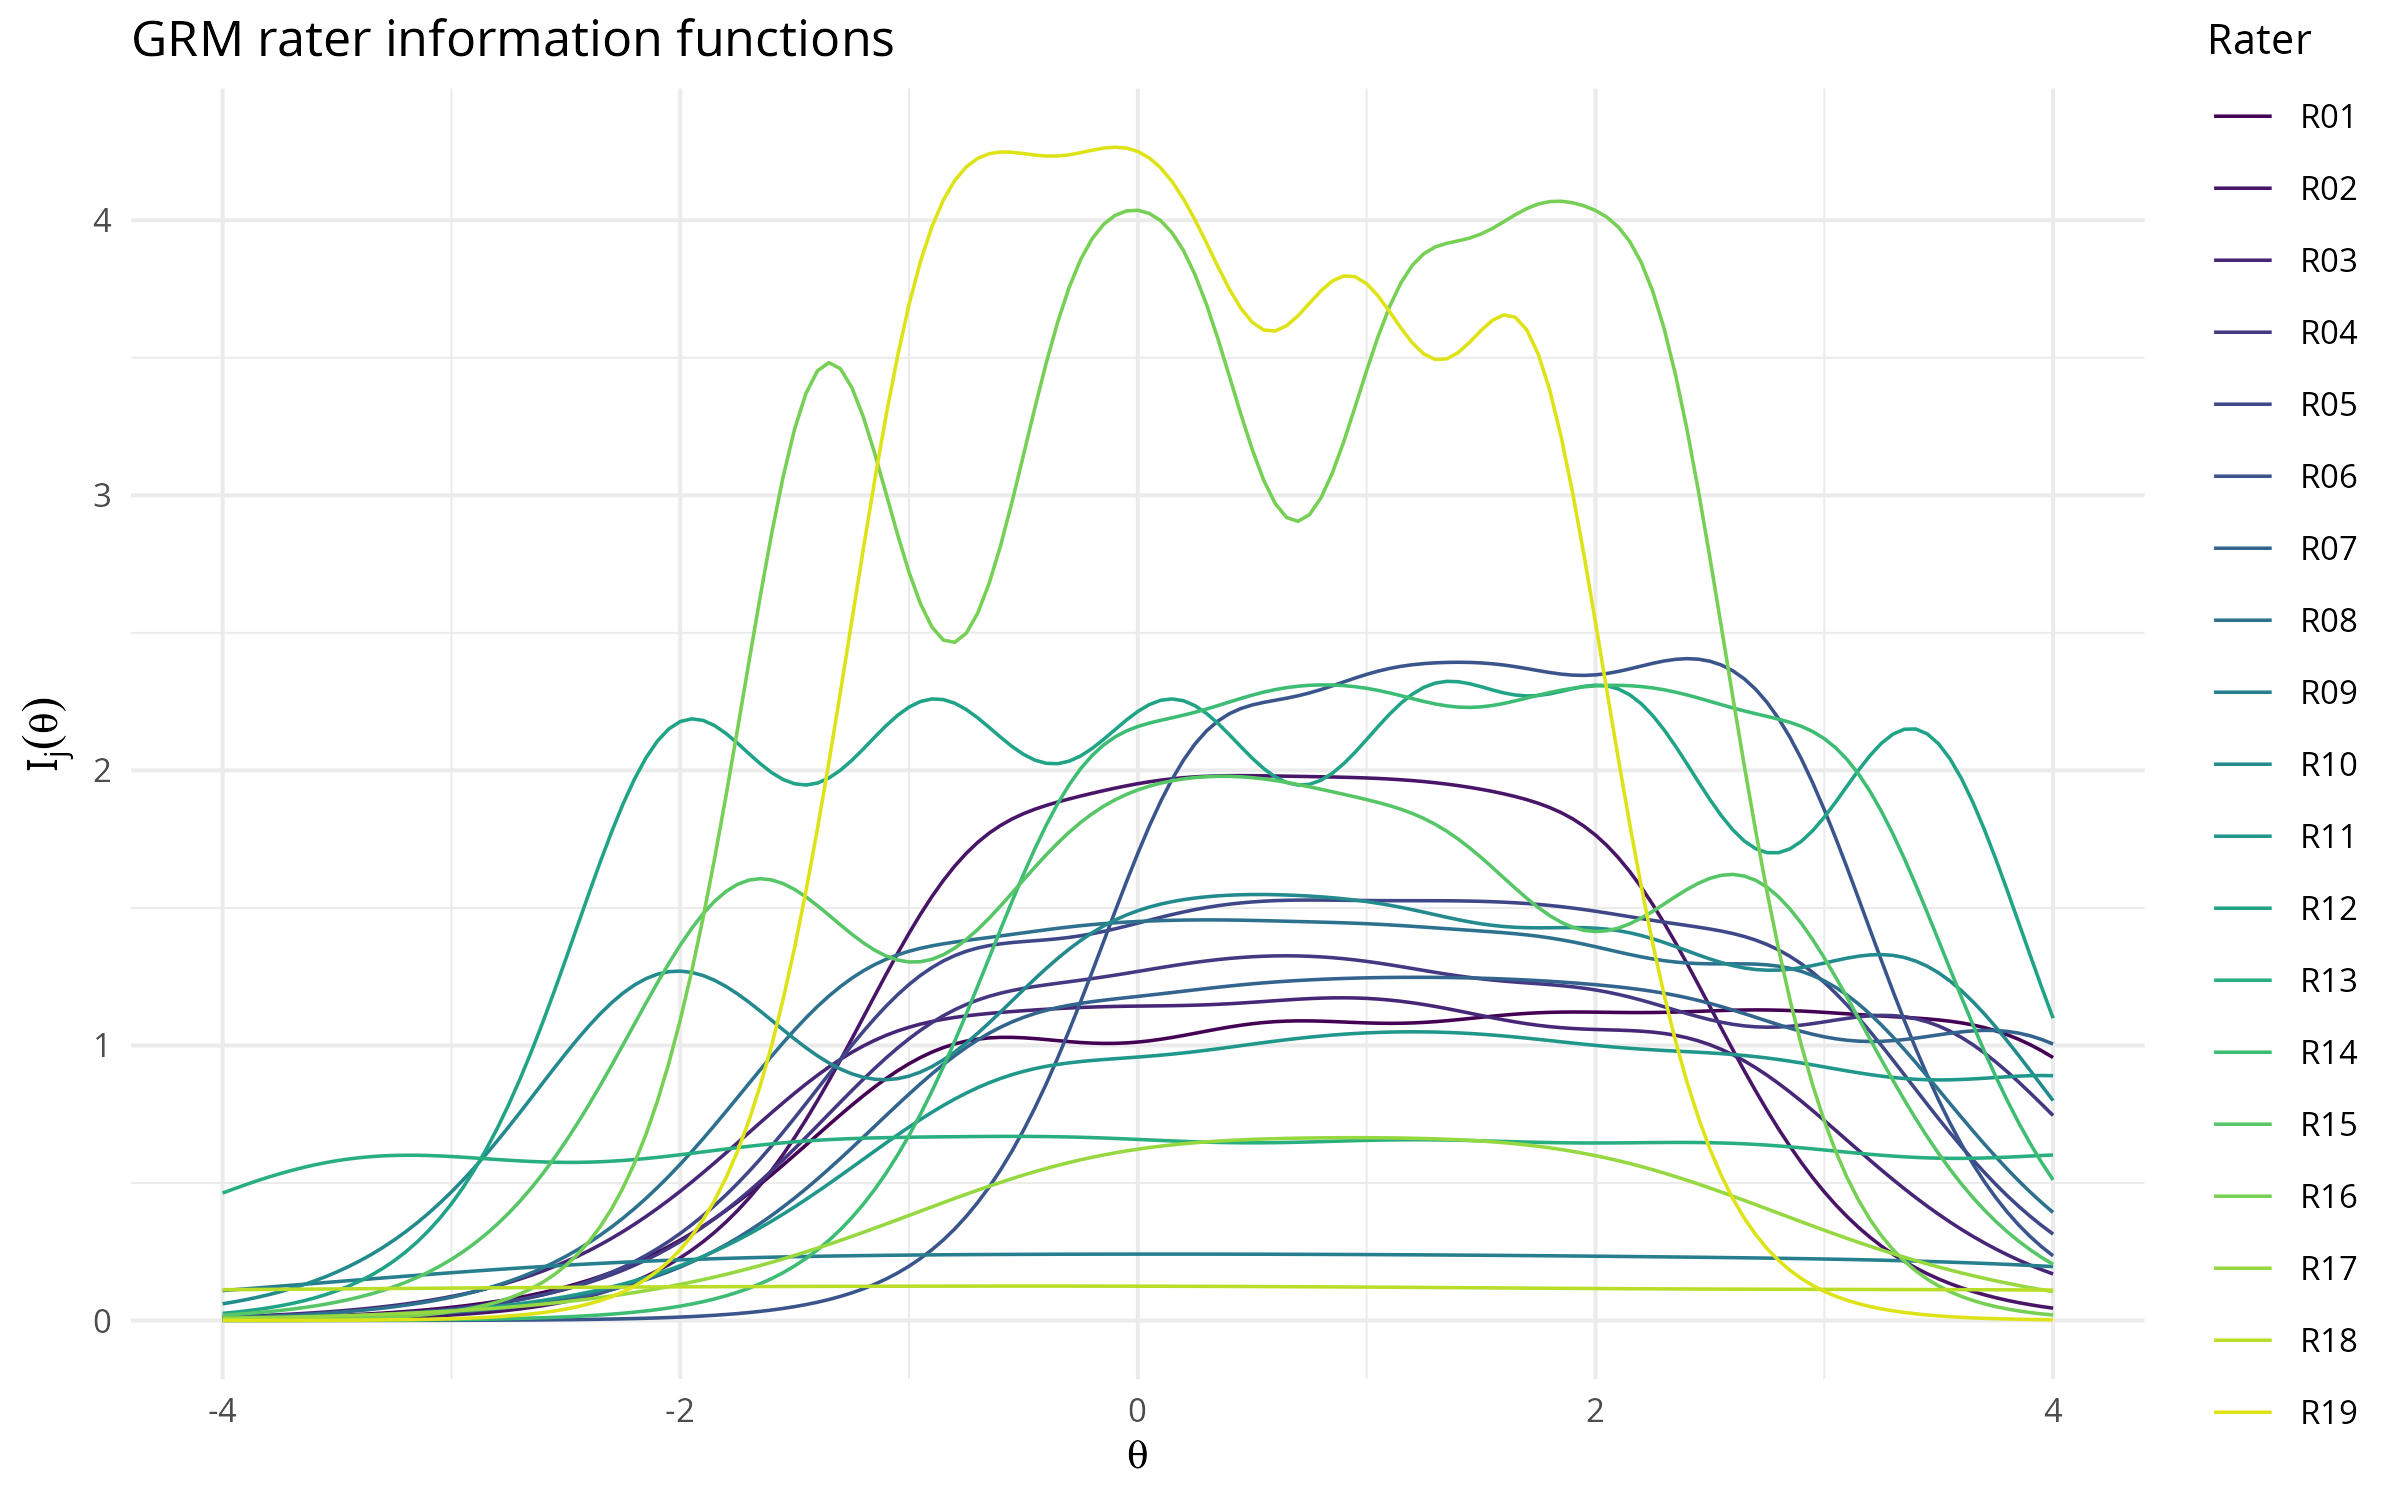 GRM rater information functions
Rater
R01
R02
R03
R04
R05
R06
R07
R08
R09
R10
R11
R12
R13
R14
R15
R16
R17
R18
R19
4
3
2
1
0
Ij(θ)
-4
-2
0
2
4
θ